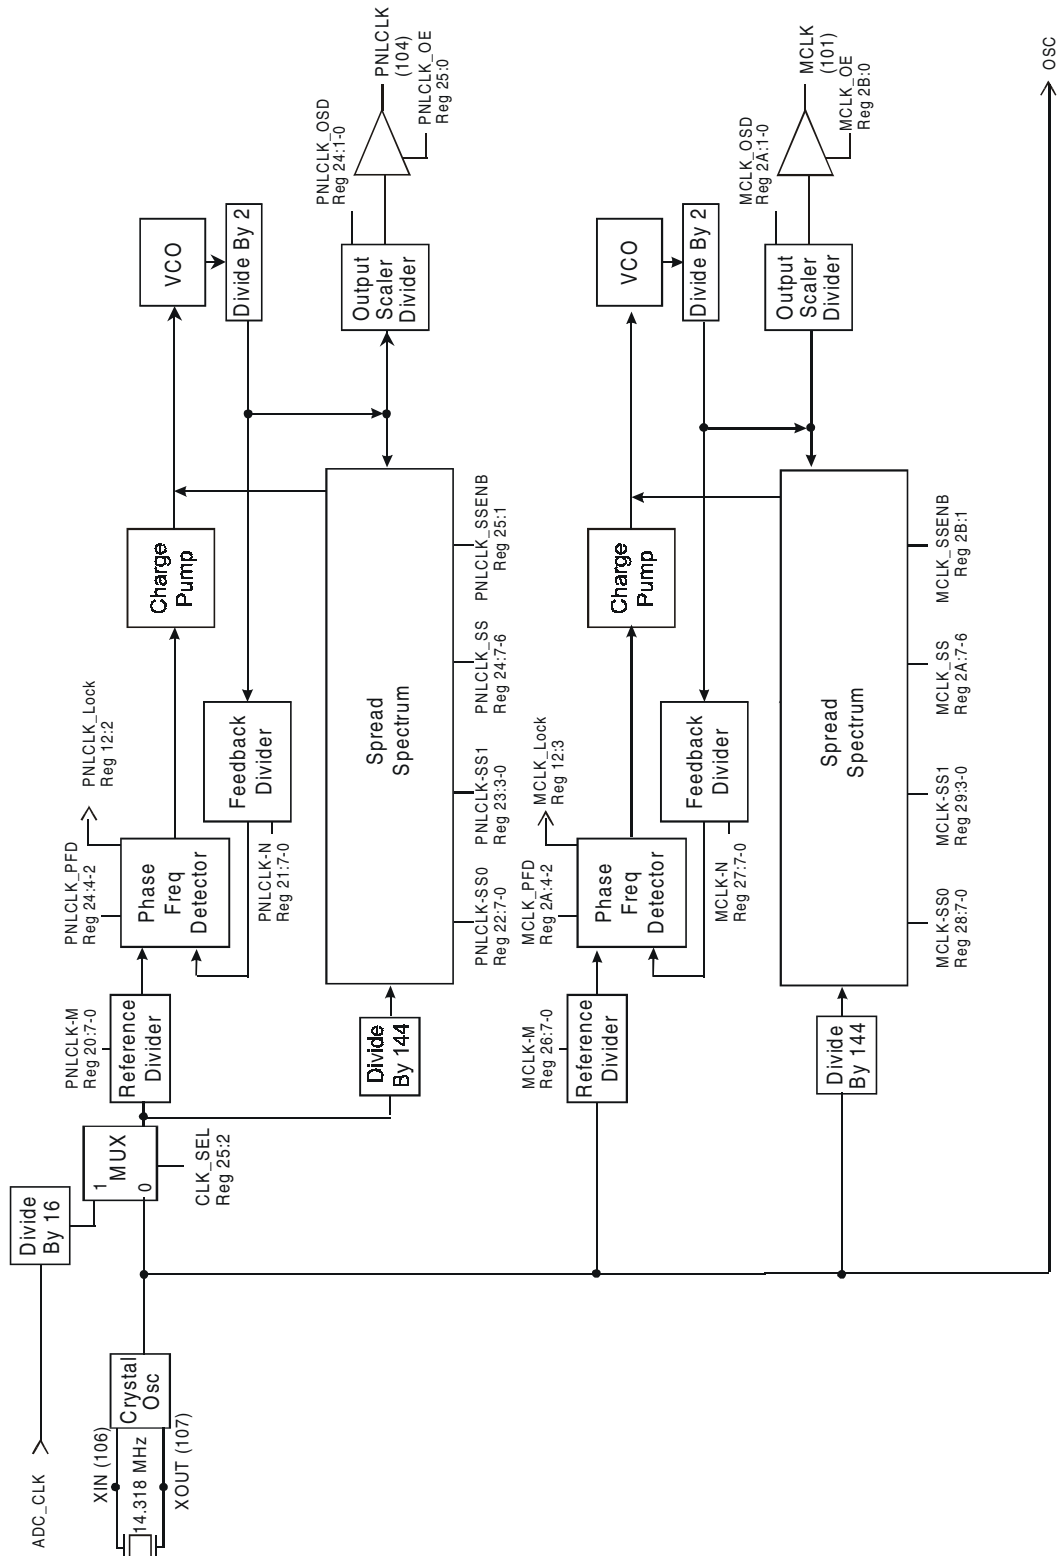 ADC_CLK
XIN (106)
14.318 MHz
XOUT (107)
Crystal
Osc
Divide
By 16
1
MUX
0
CLK_SEL
Reg 25:2
PNLCLK-M
Reg 20:7-0
Reference
Divider
Divide
By 144
PNLCLK_PFD
Reg 24:4-2
PNLCLK_Lock
Reg 12:2
Phase
Freq
Detector
Feedback
Divider
PNLCLK-N
Reg 21:7-0
Charge
Pump
VCO
Divide By 2
Spread
Spectrum
PNLCLK-SS0
Reg 22:7-0
PNLCLK-SS1
Reg 23:3-0
PNLCLK_SS
Reg 24:7-6
PNLCLK_SSENB
Reg 25:1
Output
Scaler
Divider
PNLCLK_OSD
Reg 24:1-0
PNLCLK
(104)
PNLCLK_OE
Reg 25:0
MCLK-M
Reg 26:7-0
Reference
Divider
Divide
By 144
MCLK_PFD
Reg 2A:4-2
MCLK_Lock
Reg 12:3
Phase
Freq
Detector
Feedback
Divider
MCLK-N
Reg 27:7-0
Charge
Pump
VCO
Divide By 2
Spread
Spectrum
MCLK-SS0
Reg 28:7-0
MCLK-SS1
Reg 29:3-0
MCLK_SS
Reg 2A:7-6
MCLK_SSENB
Reg 2B:1
Output
Scaler
Divider
MCLK_OSD
Reg 2A:1-0
MCLK
(101)
MCLK_OE
Reg 2B:0
OSC